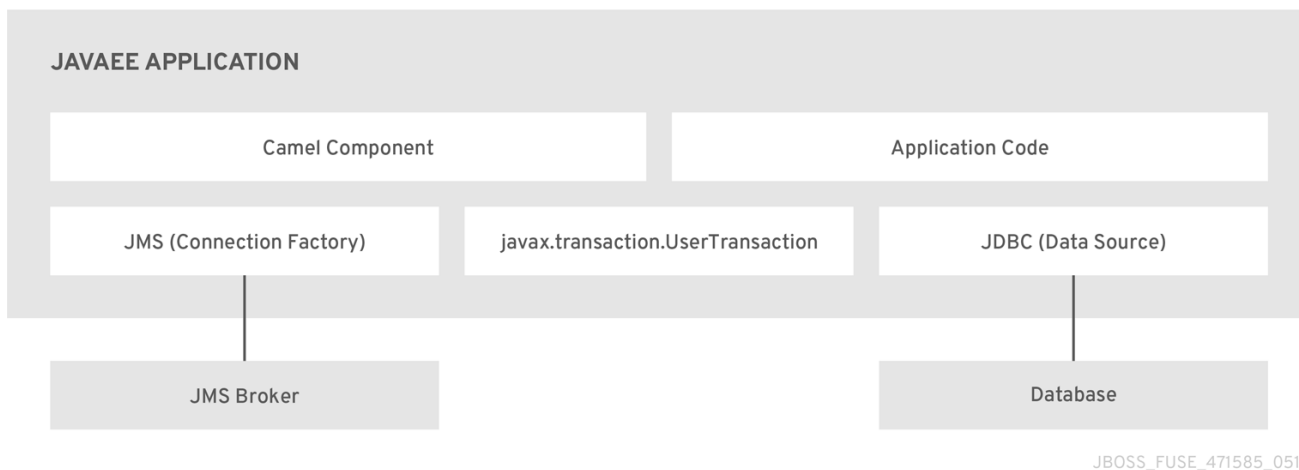 JAVAEE APPLICATION
Camel Component
Application Code
JMS (Connection Factory)
javax.transaction.UserTransaction
JDBC (Data Source)
JMS Broker
Database
JBOSS_FUSE_471585_051